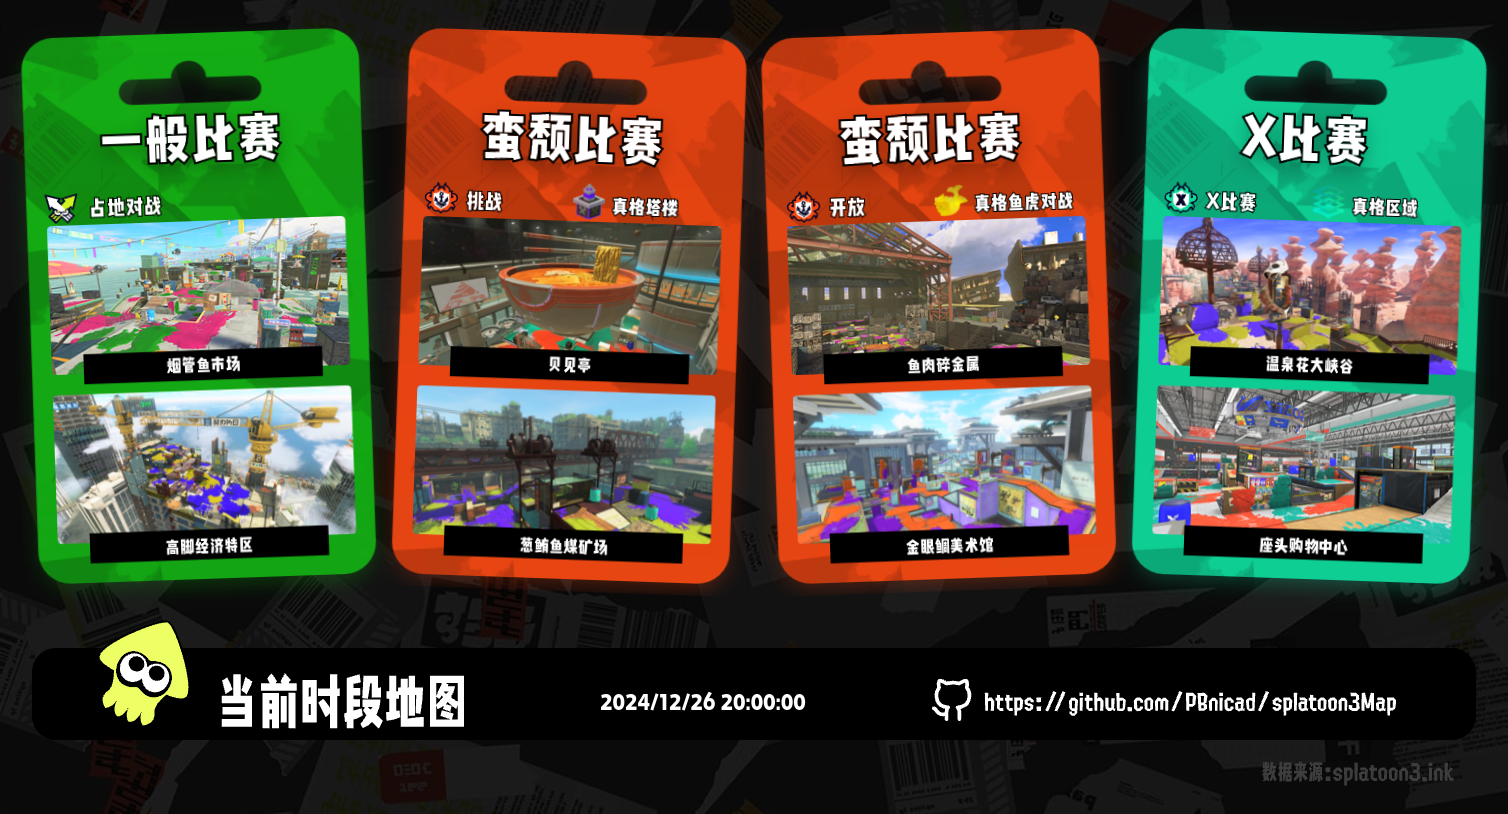 一般比赛
占地对战
烟管鱼市场
高脚经济特区
蛮颓比赛
挑战
真格塔楼
贝见亭
葱鲔鱼煤矿场
蛮颓比赛
开放
真格鱼虎对战
鱼肉碎金属
金眼鲷美术馆
X比赛
X比赛
真格区域
温泉花大峡谷
座头购物中心
当前时段地图
2024/12/26 20:00:00
https://github.com/PBnicad/splatoon3Map
数据来源:splatoon3.ink